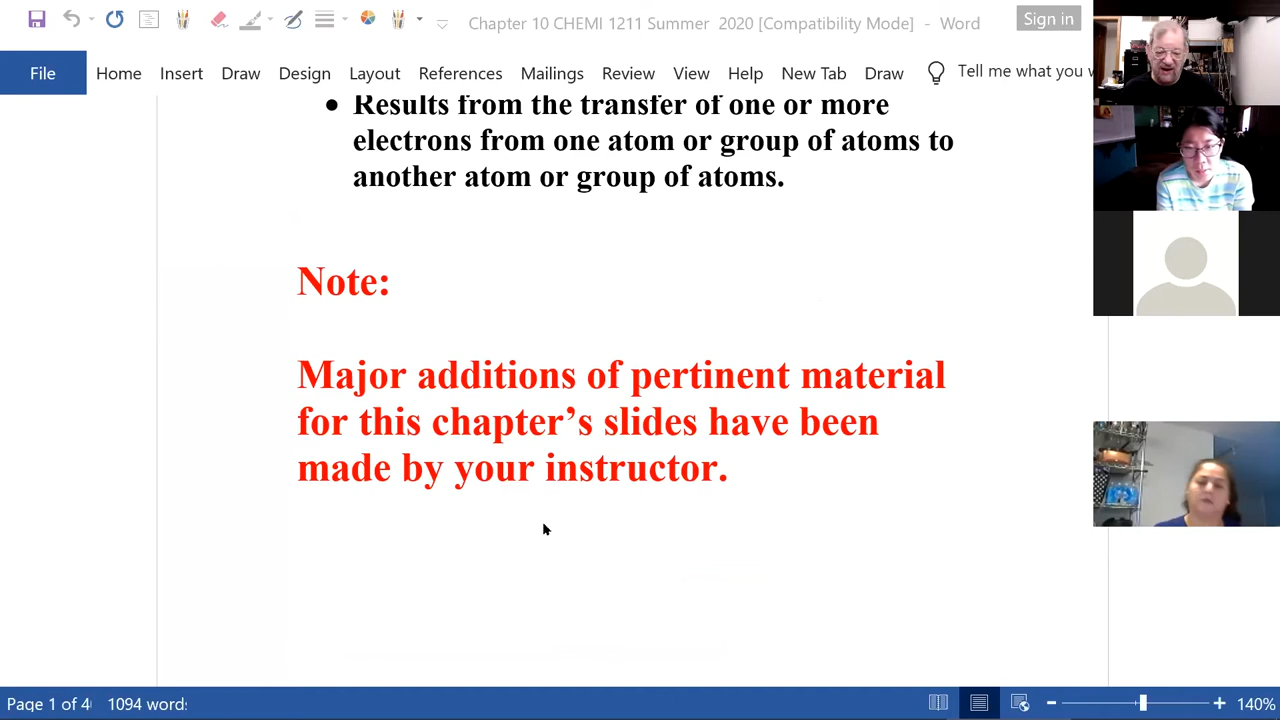 Chapter 10 CHEMI 1211 Summer 2020 [Compatibility Mode] - Word
Sign in
File Home Insert Draw Design Layout References Mailings Review View Help New Tab Draw Tell me what you
• Results from the transfer of one or more
electrons from one atom or group of atoms to
another atom or group of atoms.
Note:
Major additions of pertinent material
for this chapter’s slides have been
made by your instructor.
Page 1 of 4 1094 words 140%